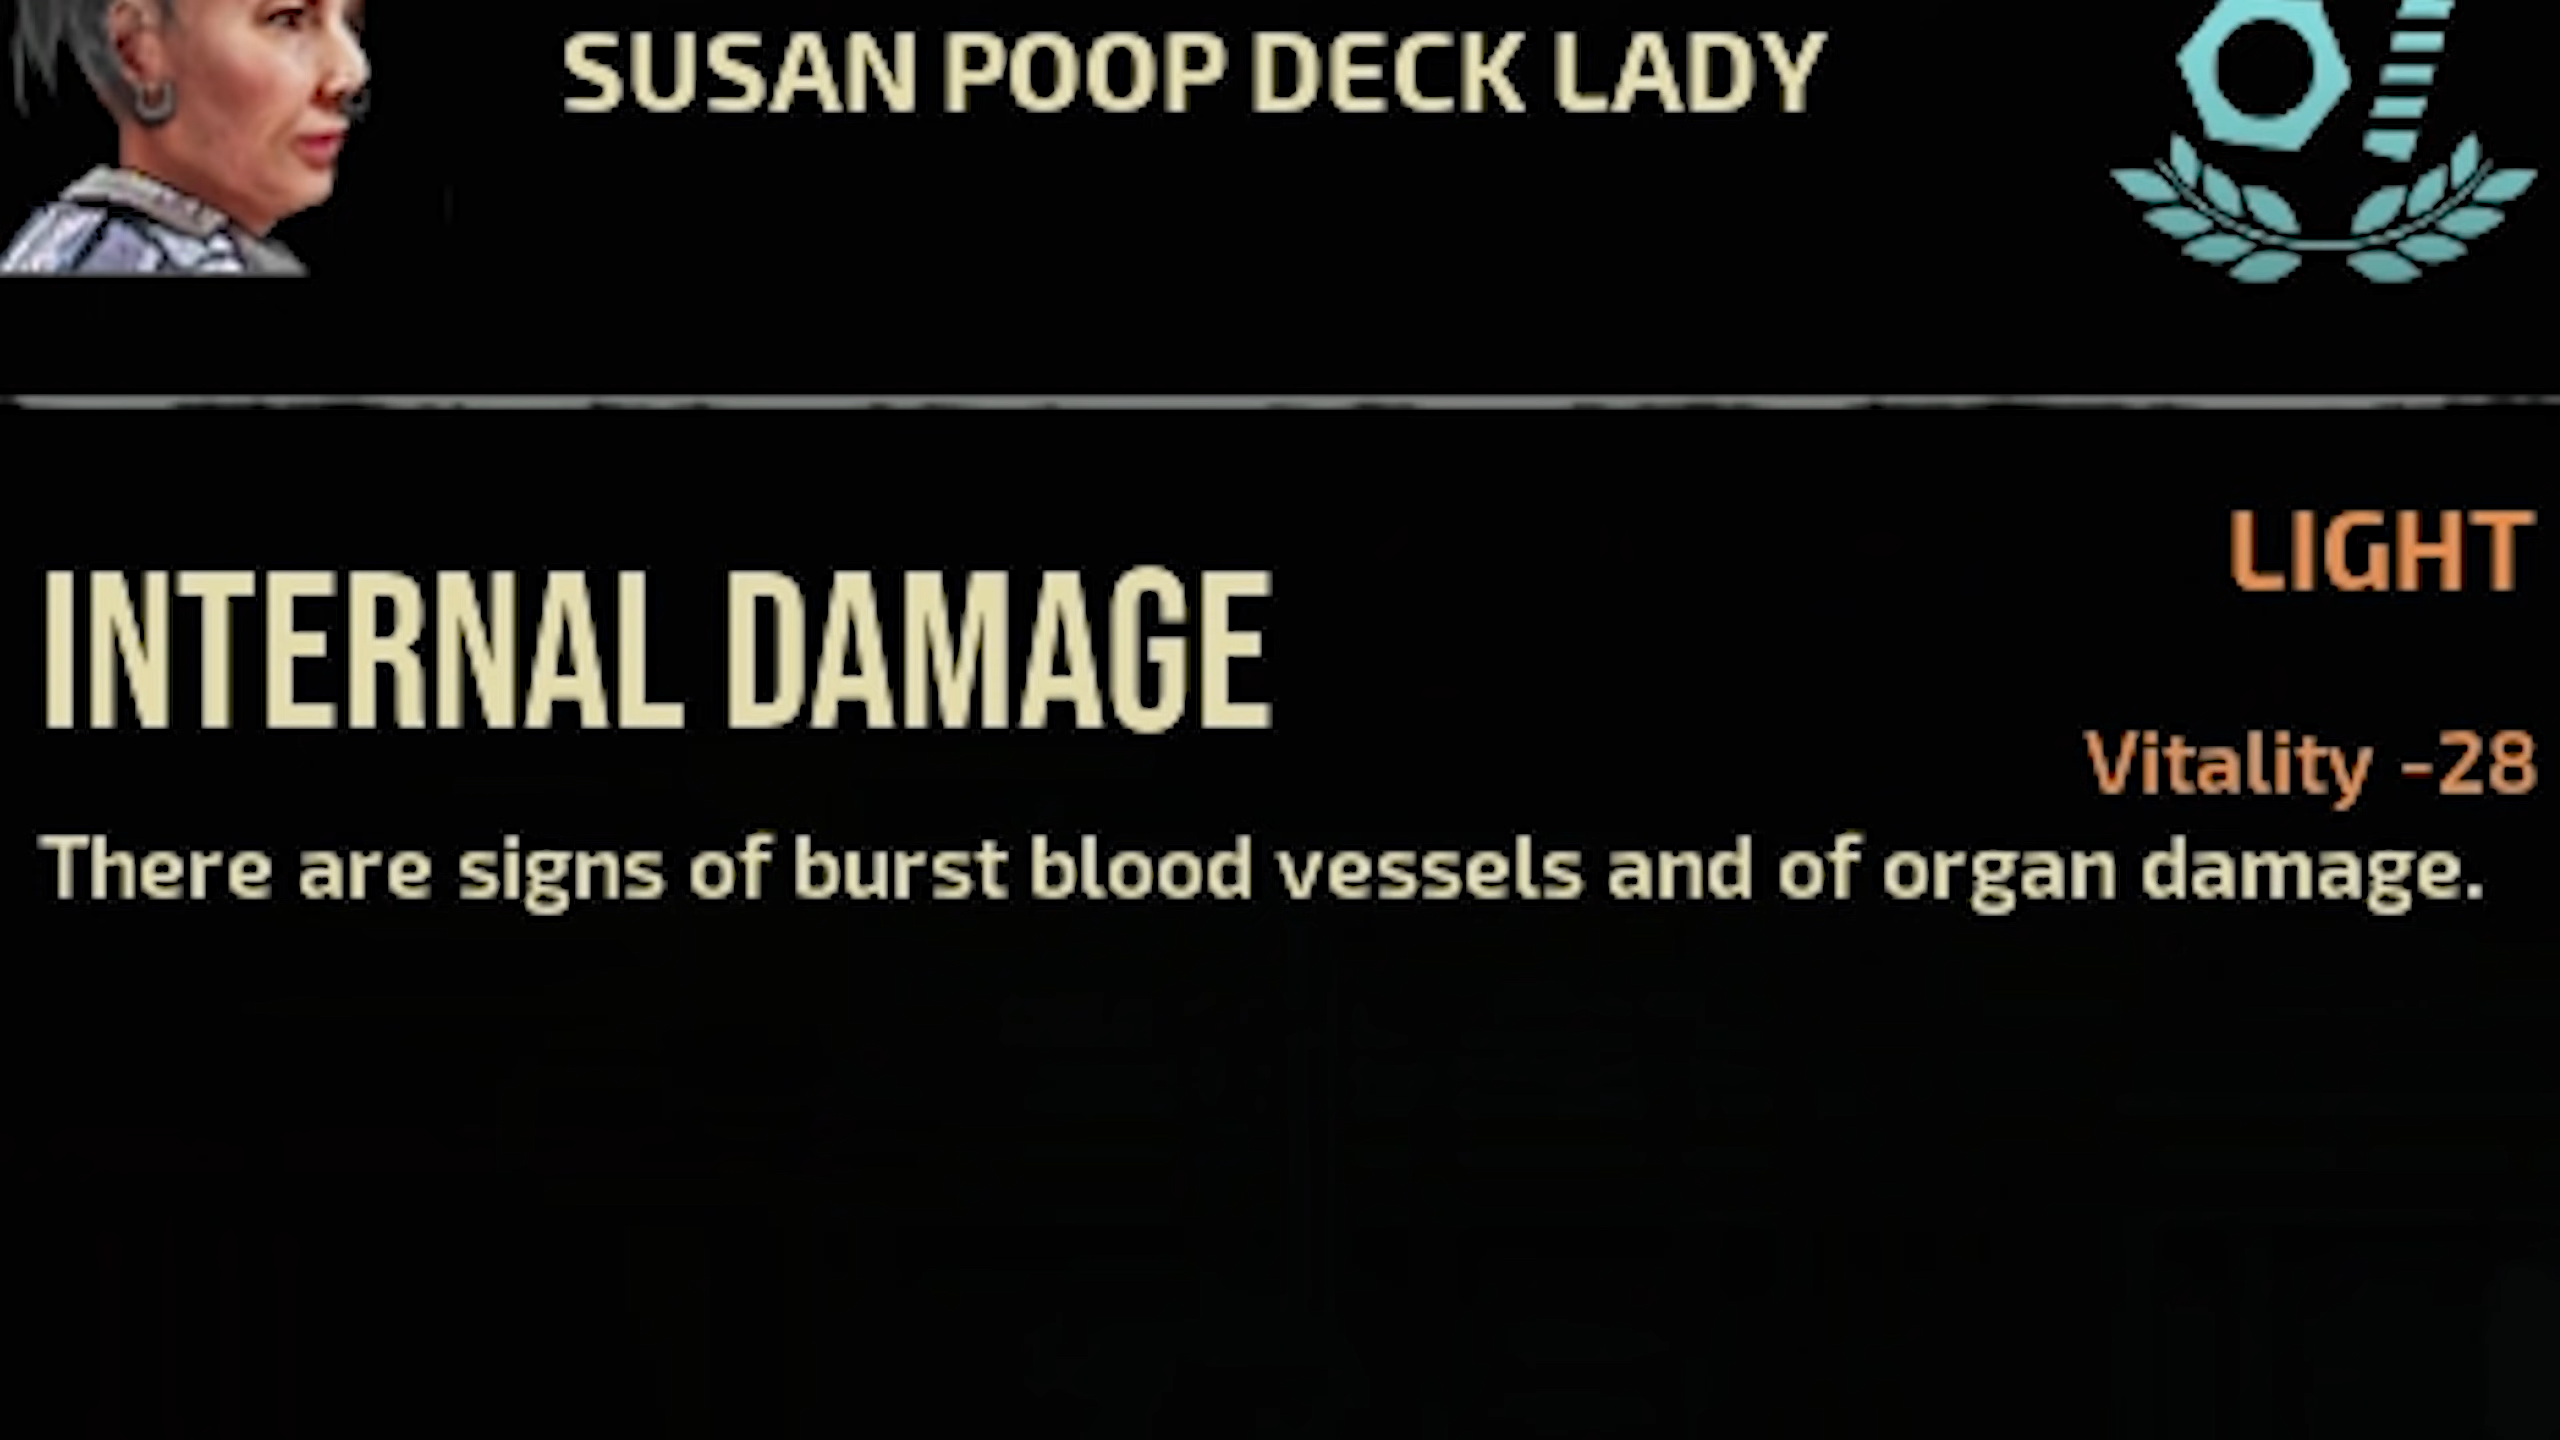 SUSAN POOP DECK LADY
LIGHT
INTERNAL DAMAGE
Vitality -28
There are signs of burst blood vessels and of organ damage.